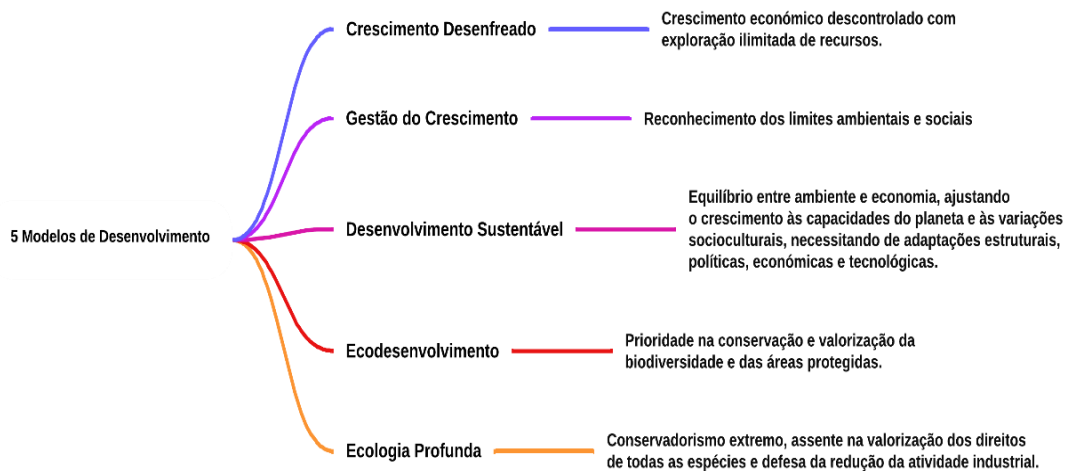 Crescimento Desenfreado
Crescimento económico descontrolado com
exploração ilimitada de recursos.
Gestão do Crescimento
Reconhecimento dos limites ambientais e sociais
5 Modelos de Desenvolvimento
Desenvolvimento Sustentável
Equilíbrio entre ambiente e economia, ajustando
o crescimento às capacidades do planeta e às variações
socioculturais, necessitando de adaptações estruturais,
políticas, económicas e tecnológicas.
Ecodesenvolvimento
Prioridade na conservação e valorização da
biodiversidade e das áreas protegidas.
Ecologia Profunda
Conservadorismo extremo, assente na valorização dos direitos
de todas as espécies e defesa da redução da atividade industrial.